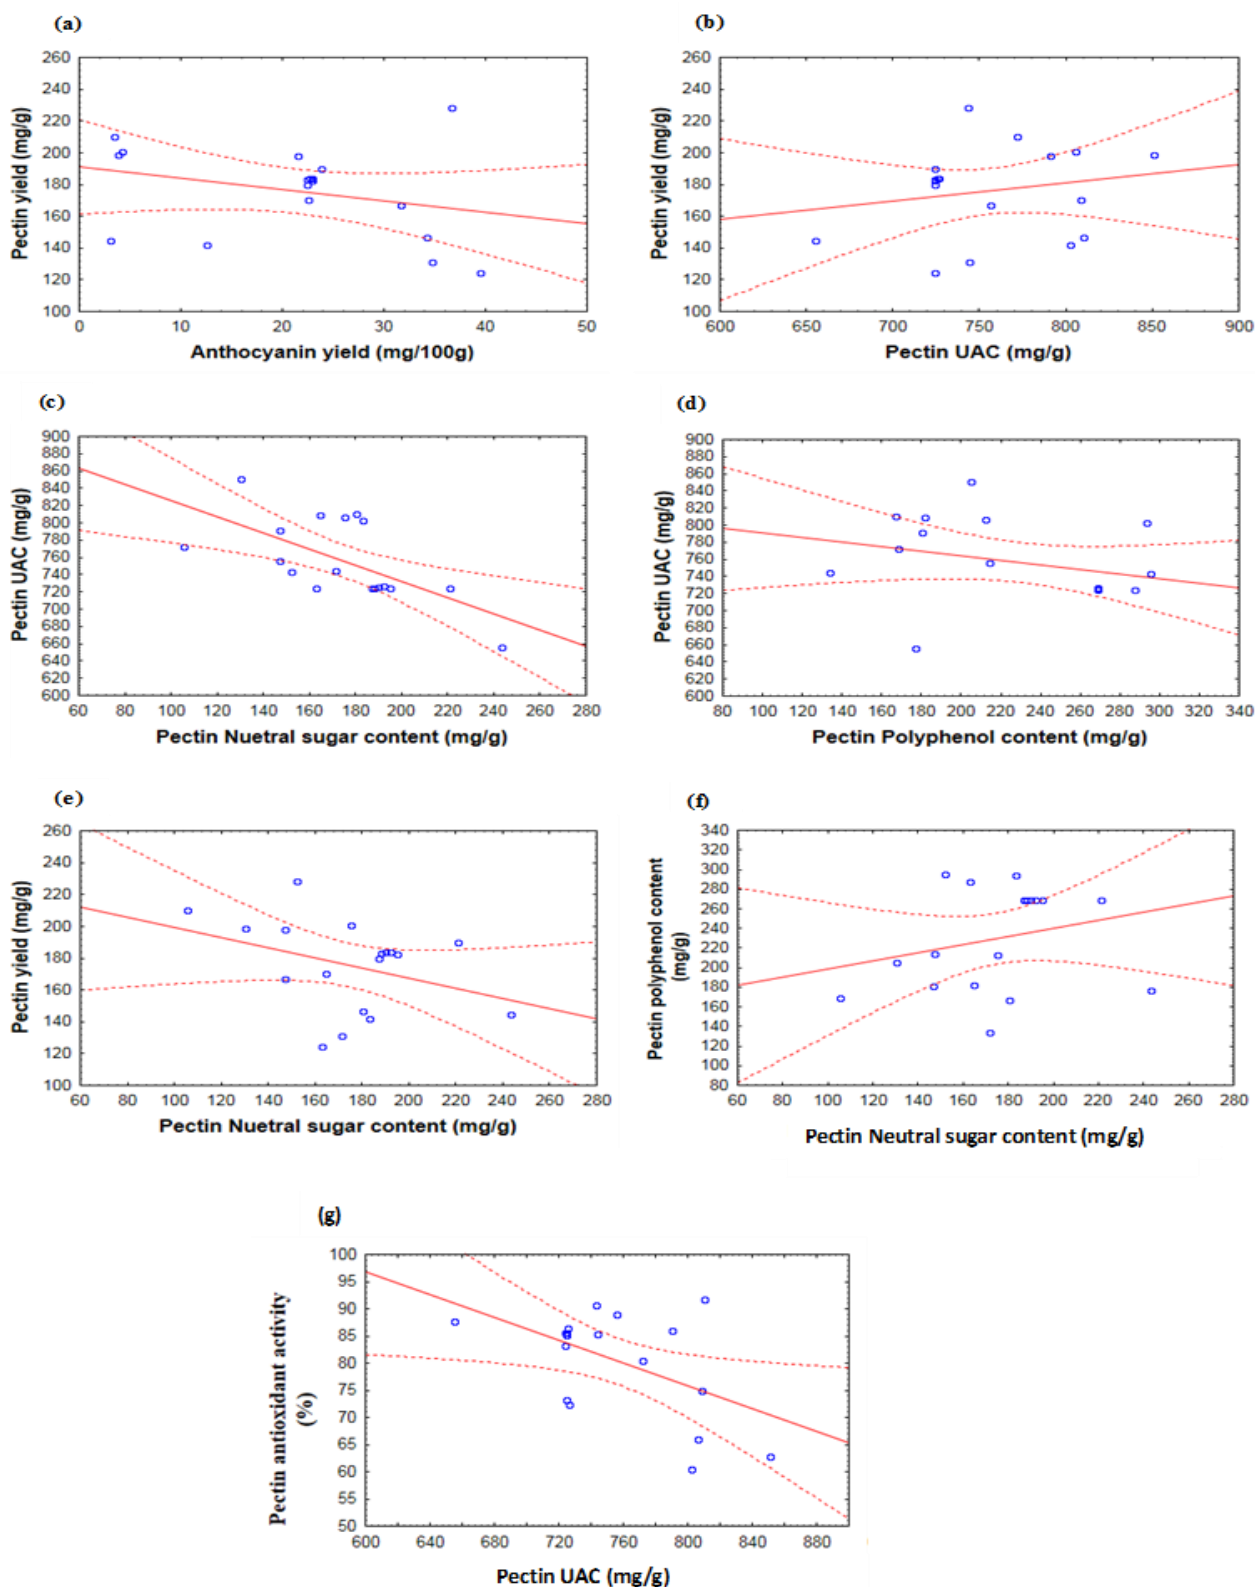 (a)
260
240
220
200
180
160
140
120
100
Pectin yield (mg/g)
0 10 20 30 40 50
Anthocyanin yield (mg/100g)
(b)
260
240
220
200
180
160
140
120
100
Pectin yield (mg/g)
600 650 700 750 800 850 900
Pectin UAC (mg/g)
(c)
900
860
840
820
800
780
760
740
720
700
680
660
640
620
600
Pectin UAC (mg/g)
60 80 100 120 140 160 180 200 220 240 260 280
Pectin Nuetral sugar content (mg/g)
(d)
900
880
860
840
820
800
780
760
740
720
700
680
660
640
620
600
Pectin UAC (mg/g)
80 100 120 140 160 180 200 220 240 260 280 300 320 340
Pectin Polyphenol content (mg/g)
(e)
260
240
220
200
180
160
140
120
100
Pectin yield (mg/g)
60 80 100 120 140 160 180 200 220 240 260 280
Pectin Nuetral sugar content (mg/g)
(f)
340
320
300
280
260
240
220
200
180
160
140
120
100
80
Pectin polyphenol content
(mg/g)
60 80 100 120 140 160 180 200 220 240 260 280
Pectin Neutral sugar content (mg/g)
(g)
100
95
90
85
80
75
70
65
60
55
50
Pectin antioxidant activity
(%)
600 640 680 720 760 800 840 880
Pectin UAC (mg/g)